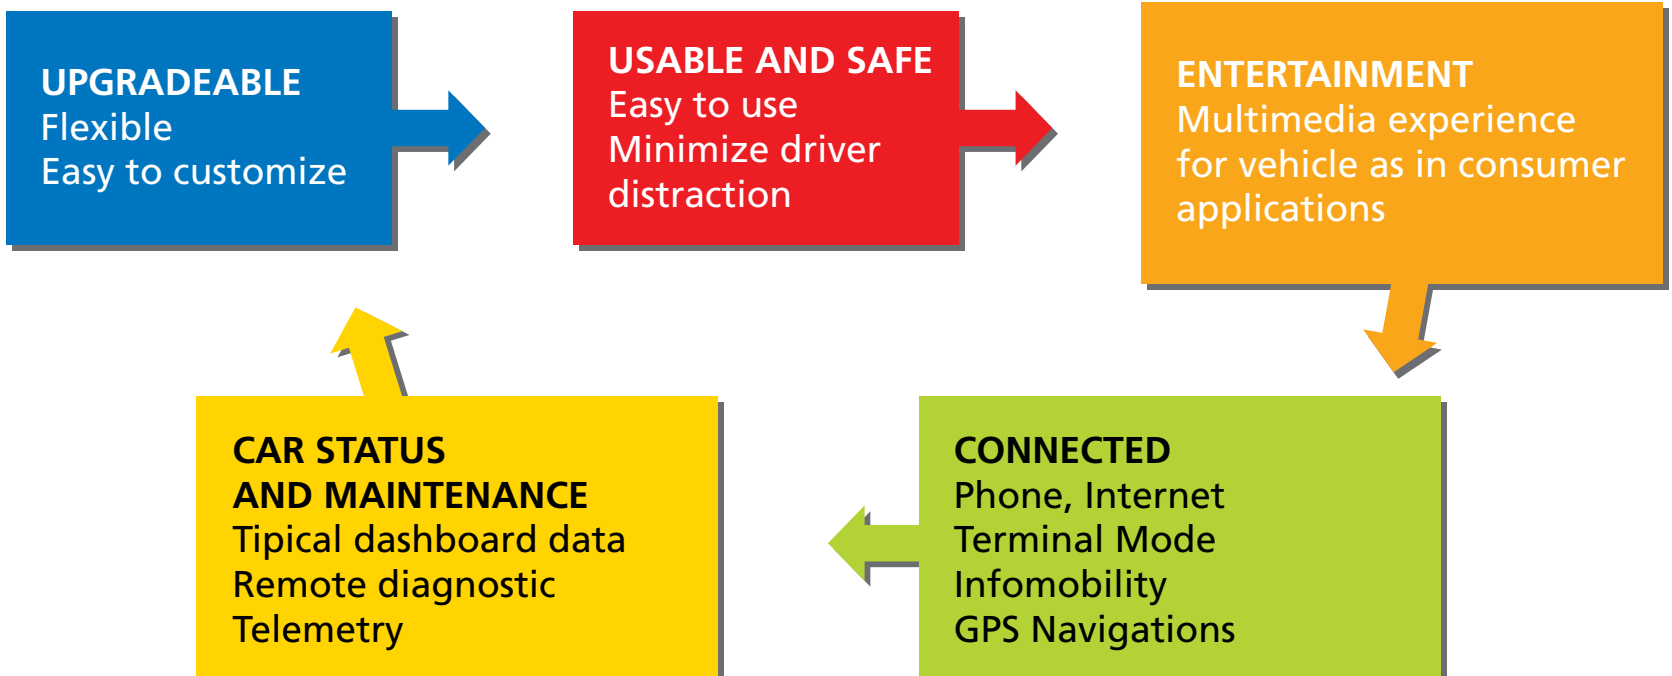 UPGRADEABLE
Flexible
Easy to customize
USABLE AND SAFE
Easy to use
Minimize driver
distraction
ENTERTAINMENT
Multimedia experience
for vehicle as in consumer
applications
CAR STATUS
AND MAINTENANCE
Tipical dashboard data
Remote diagnostic
Telemetry
CONNECTED
Phone, Internet
Terminal Mode
Infomobility
GPS Navigations